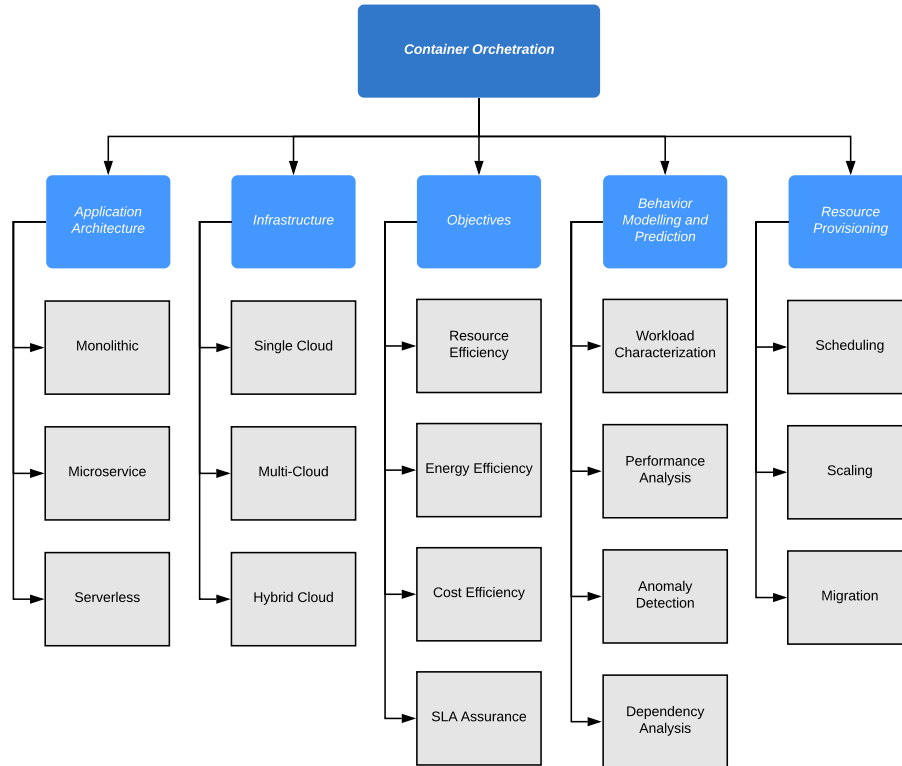 Container Orchetration
Application
Architecture
Infrastructure
Objectives
Behavior
Modelling and
Prediction
Resource
Provisioning
Monolithic
Single Cloud
Resource
Efficiency
Workload
Characterization
Scheduling
Microservice
Multi-Cloud
Energy Efficiency
Performance
Analysis
Scaling
Serverless
Hybrid Cloud
Cost Efficiency
Anomaly
Detection
Migration
SLA Assurance
Dependency
Analysis